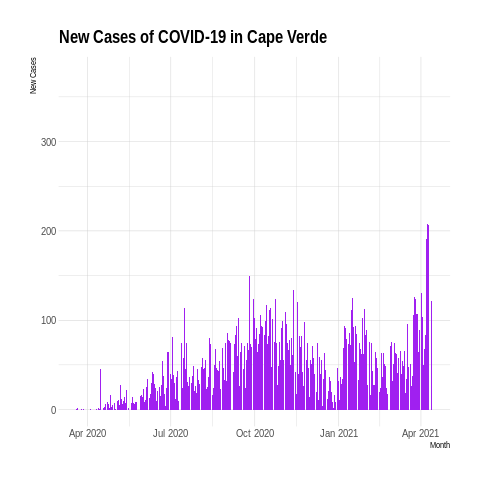 New Cases of COVID-19 in Cape Verde
New Cases
300
200
100
0
Apr 2020 Jul 2020 Oct 2020 Jan 2021 Apr 2021
Month